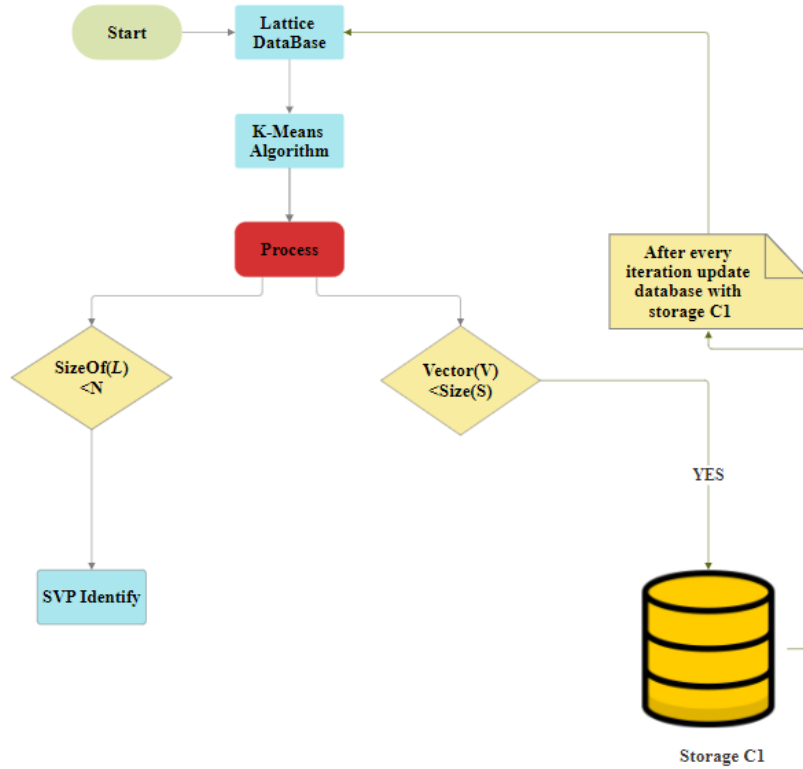 Start
Lattice
DataBase
K-Means
Algorithm
Process
After every
iteration update
database with
storage C1
SizeOf(L)
<N
Vector(V)
<Size(S)
YES
SVP Identify
Storage C1